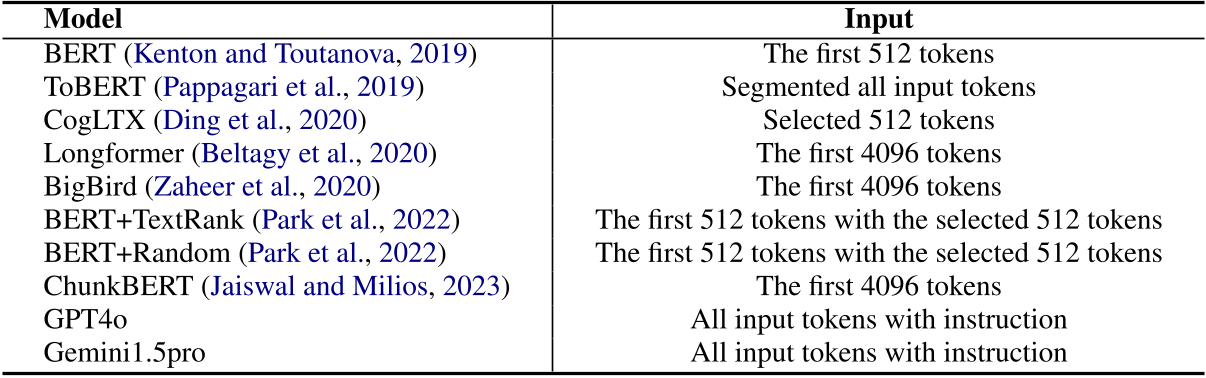 Model Input
BERT (Kenton and Toutanova, 2019) The first 512 tokens
ToBERT (Pappagari et al., 2019) Segmented all input tokens
CogLTX (Ding et al., 2020) Selected 512 tokens
Longformer (Beltagy et al., 2020) The first 4096 tokens
BigBird (Zaheer et al., 2020) The first 4096 tokens
BERT+TextRank (Park et al., 2022) The first 512 tokens with the selected 512 tokens
BERT+Random (Park et al., 2022) The first 512 tokens with the selected 512 tokens
ChunkBERT (Jaiswal and Milios, 2023) The first 4096 tokens
GPT4o All input tokens with instruction
Gemini1.5pro All input tokens with instruction